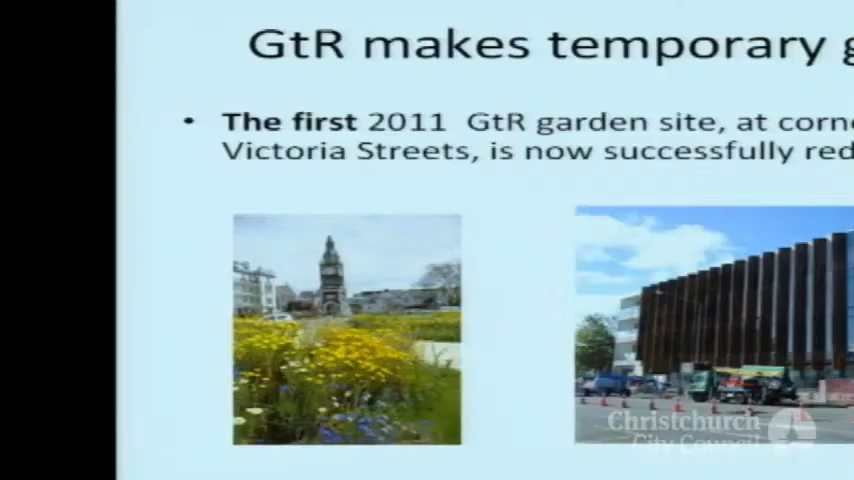 GtR makes temporary g
• The first 2011 GtR garden site, at corne
Victoria Streets, is now successfully red
Christchurch
City Council